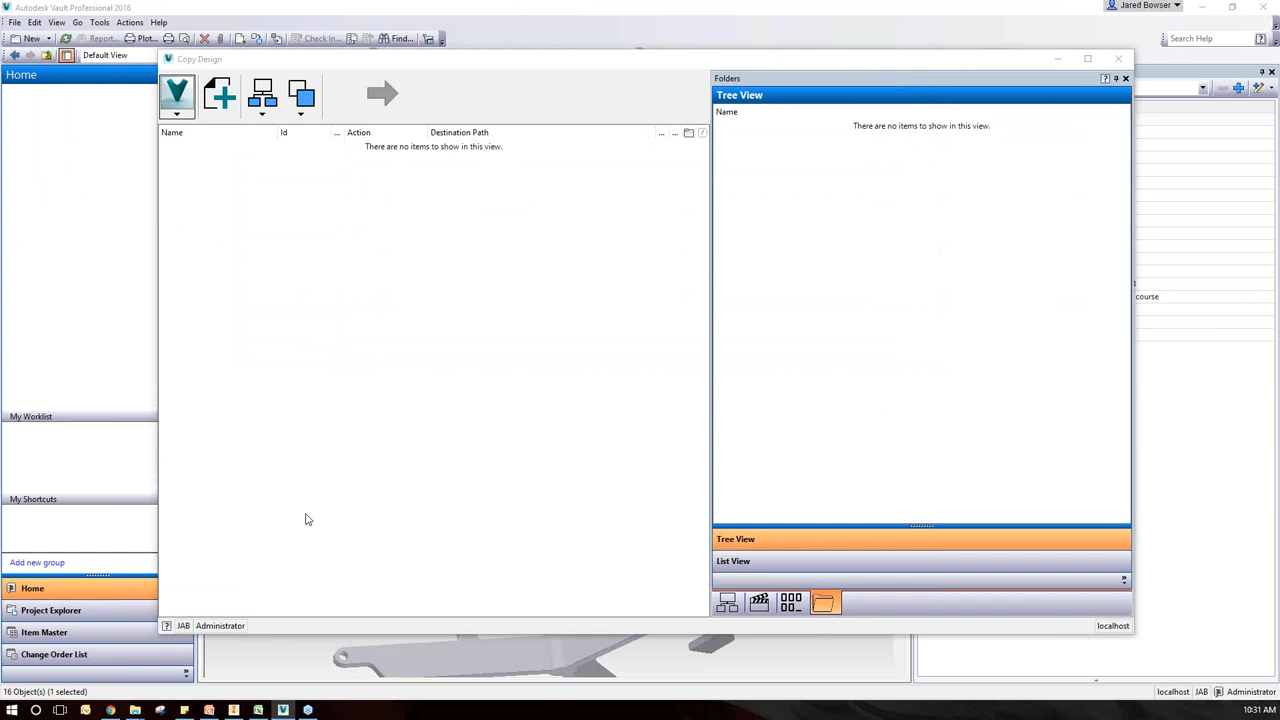 Autodesk Vault Professional 2018
Jared Bowser
File Edit View Go Tools Actions Help
New Report... Plot... Check In... Find... Search Help
Default View
Home
Copy Design
Folders
Tree View
Name
There are no items to show in this view.
Name Id ... Action Destination Path ... ...
There are no items to show in this view.
course
My Worklist
My Shortcuts
Add new group
Home
Project Explorer
Item Master
Change Order List
Tree View
List View
JAB Administrator localhost
16 Object(s) (1 selected) localhost JAB Administrator
10:31 AM